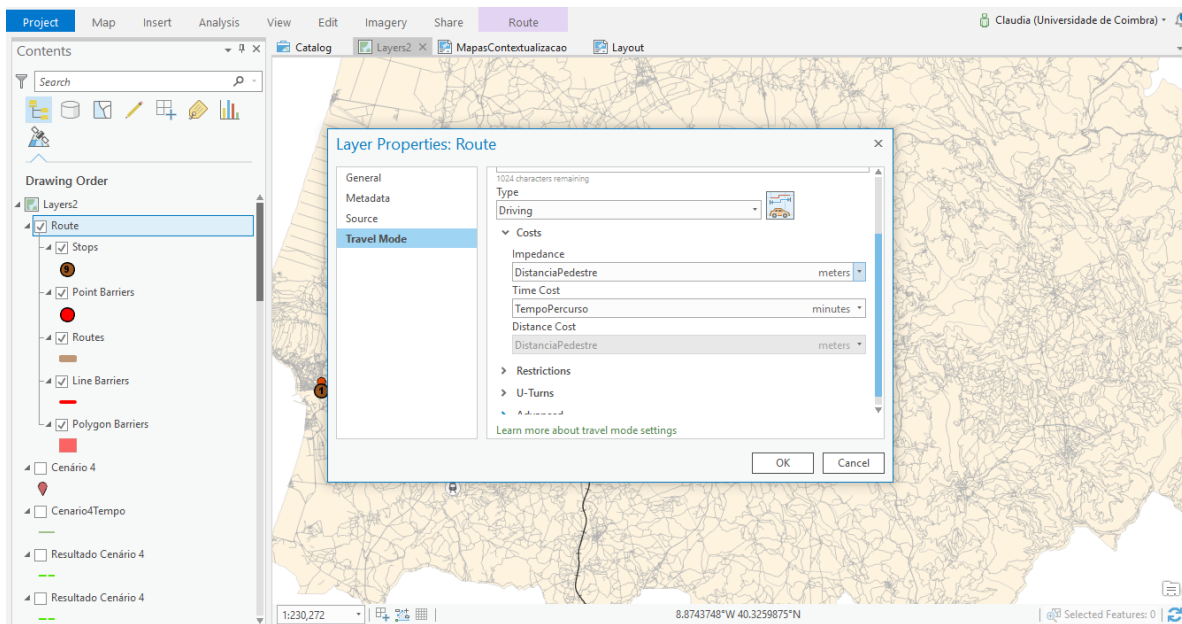 Project Map Insert Analysis View Edit Imagery Share Route Claudia (Universidade de Coimbra)
Contents
Catalog Layers2 MapasContextualizacao Layout
Search
Drawing Order
Layers2
Route
Stops
9
Point Barriers
Routes
Line Barriers
Polygon Barriers
Cenário 4
Cenario4Tempo
Resultado Cenário 4
Resultado Cenário 4
Layer Properties: Route
General
Metadata
Source
Travel Mode
1024 characters remaining
Type
Driving
Costs
Impedance
DistanciaPedestre meters
Time Cost
TempoPercurso minutes
Distance Cost
DistanciaPedestre meters
Restrictions
U-Turns
Advanced
Learn more about travel mode settings
OK Cancel
1
1:230,272 8.8743748°W 40.3259875°N Selected Features: 0